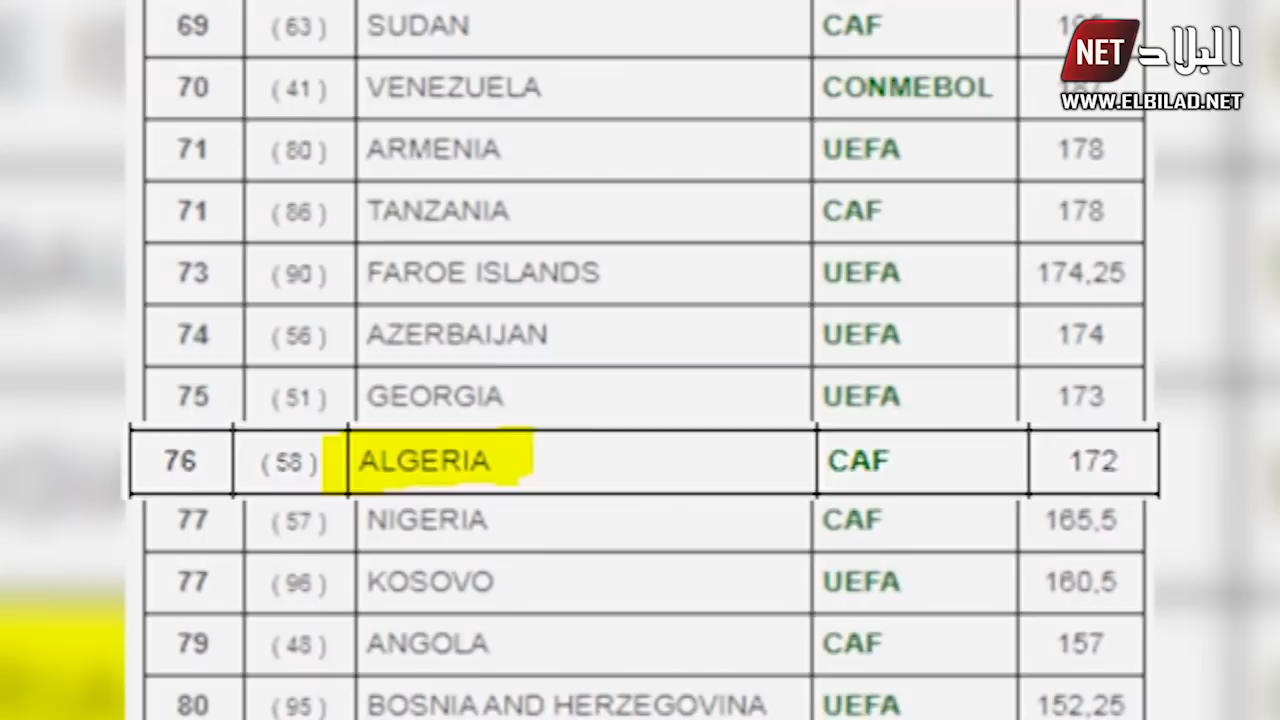 69 (63) SUDAN CAF
NET البلاد
WWW.ELBILAD.NET
70 (41) VENEZUELA CONMEBOL 187
71 (80) ARMENIA UEFA 178
71 (86) TANZANIA CAF 178
73 (90) FAROE ISLANDS UEFA 174,25
74 (56) AZERBAIJAN UEFA 174
75 (51) GEORGIA UEFA 173
76 (58) ALGERIA CAF 172
77 (57) NIGERIA CAF 165,5
77 (96) KOSOVO UEFA 160,5
79 (48) ANGOLA CAF 157
80 (95) BOSNIA AND HERZEGOVINA UEFA 152,25